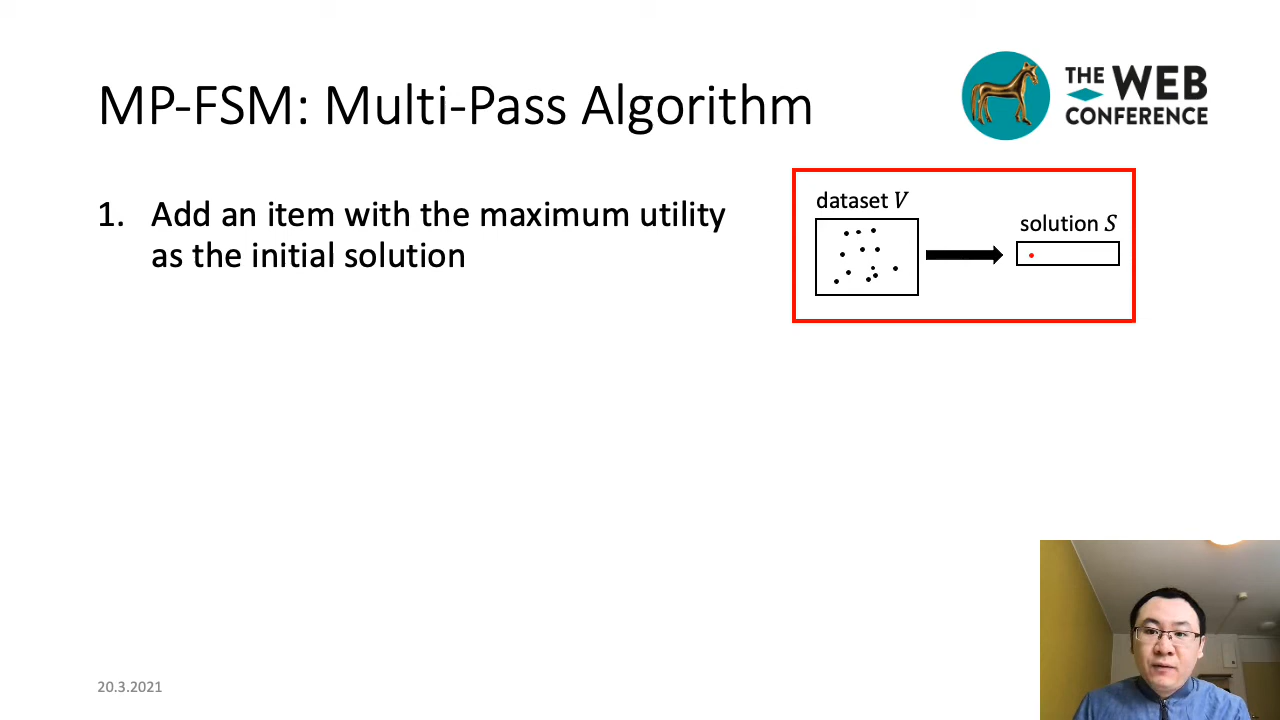 MP-FSM: Multi-Pass Algorithm
THE WEB
CONFERENCE
1. Add an item with the maximum utility
as the initial solution
dataset V
solution S
20.3.2021